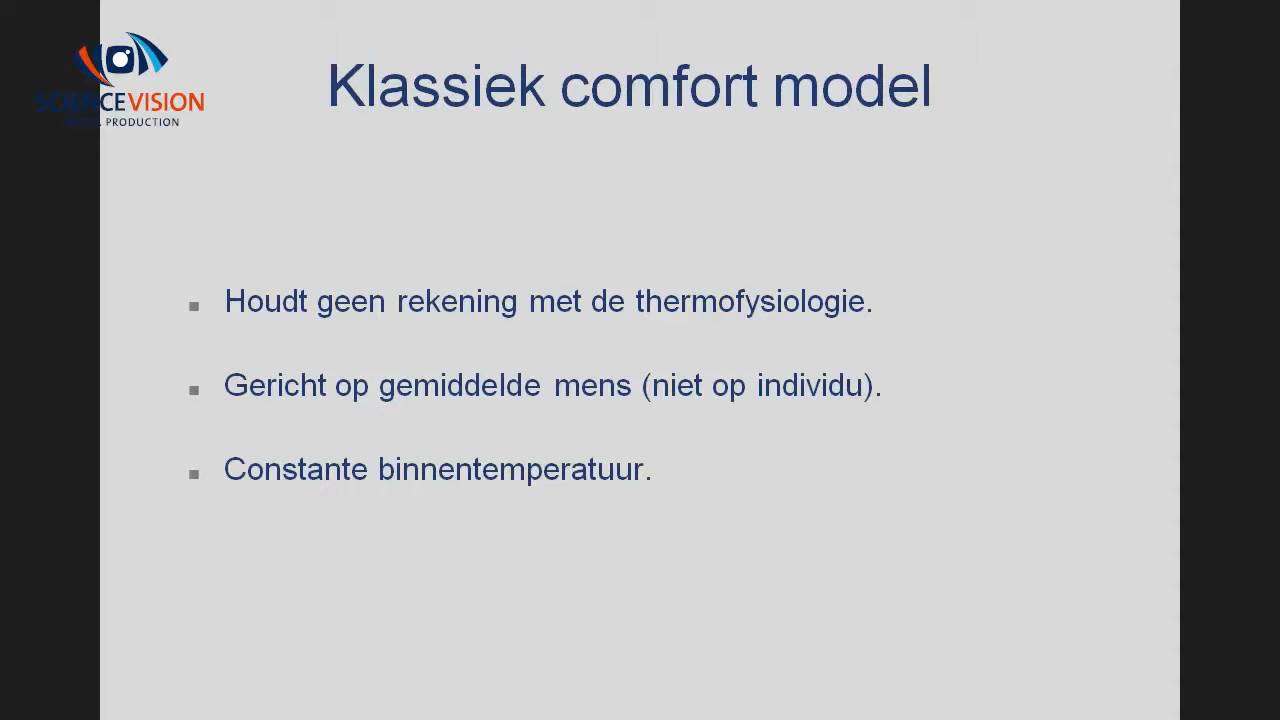 Klassiek comfort model
SCIENCEVISION
PRODUCTION
Houdt geen rekening met de thermofysiologie.
Gericht op gemiddelde mens (niet op individu).
Constante binnentemperatuur.